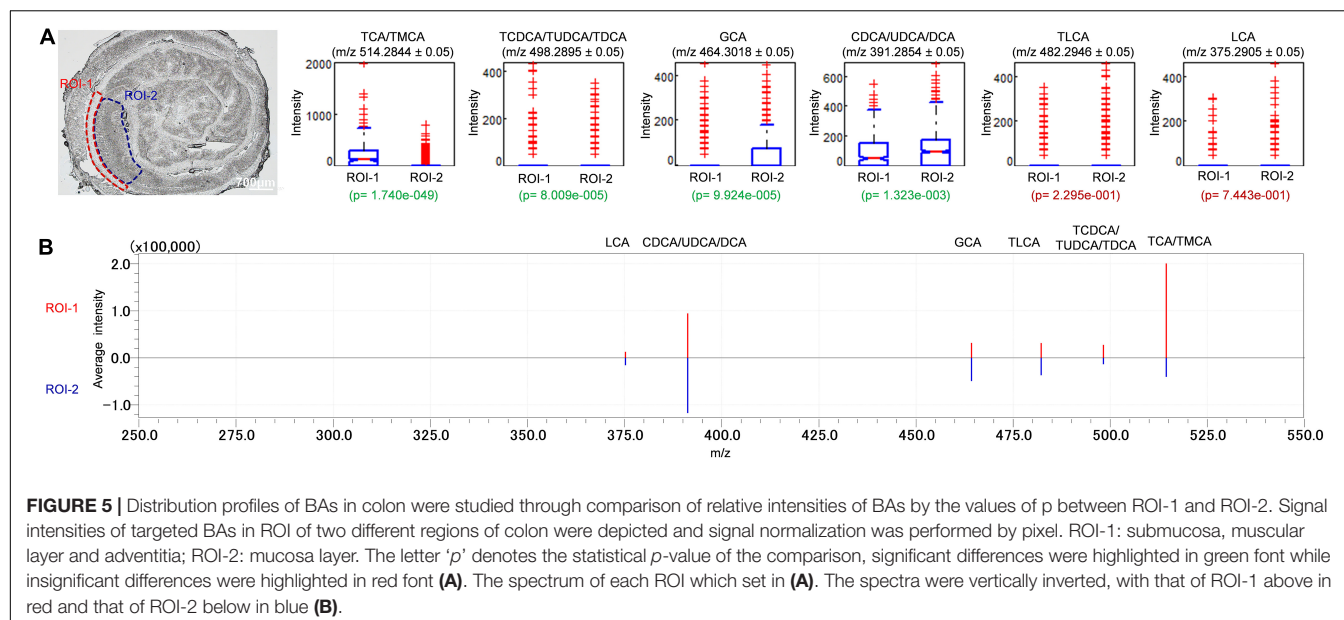 A
ROI-1
ROI-2
700μm
TCA/TMCA
(m/z 514.2844 ± 0.05)
Intensity
2000
1000
0
ROI-1 ROI-2
(p= 1.740e-049)
TCDCA/TUDCA/TDCA
(m/z 498.2895 ± 0.05)
Intensity
400
200
0
ROI-1 ROI-2
(p= 8.009e-005)
GCA
(m/z 464.3018 ± 0.05)
Intensity
400
200
0
ROI-1 ROI-2
(p= 9.924e-005)
CDCA/UDCA/DCA
(m/z 391.2854 ± 0.05)
Intensity
600
400
200
0
ROI-1 ROI-2
(p= 1.323e-003)
TLCA
(m/z 482.2946 ± 0.05)
Intensity
400
200
0
ROI-1 ROI-2
(p= 2.295e-001)
LCA
(m/z 375.2905 ± 0.05)
Intensity
400
200
0
ROI-1 ROI-2
(p= 7.443e-001)
B
(x100,000)
LCA CDCA/UDCA/DCA GCA TLCA TCDCA/
TUDCA/TDCA TCA/TMCA
ROI-1
ROI-2
Average intensity
2.0
1.0
0.0
−1.0
250.0 275.0 300.0 325.0 350.0 375.0 400.0 425.0 450.0 475.0 500.0 525.0 550.0
m/z
FIGURE 5 | Distribution profiles of BAs in colon were studied through comparison of relative intensities of BAs by the values of p between ROI-1 and ROI-2. Signal
intensities of targeted BAs in ROI of two different regions of colon were depicted and signal normalization was performed by pixel. ROI-1: submucosa, muscular
layer and adventitia; ROI-2: mucosa layer. The letter ‘p’ denotes the statistical p-value of the comparison, significant differences were highlighted in green font while
insignificant differences were highlighted in red font (A). The spectrum of each ROI which set in (A). The spectra were vertically inverted, with that of ROI-1 above in
red and that of ROI-2 below in blue (B).